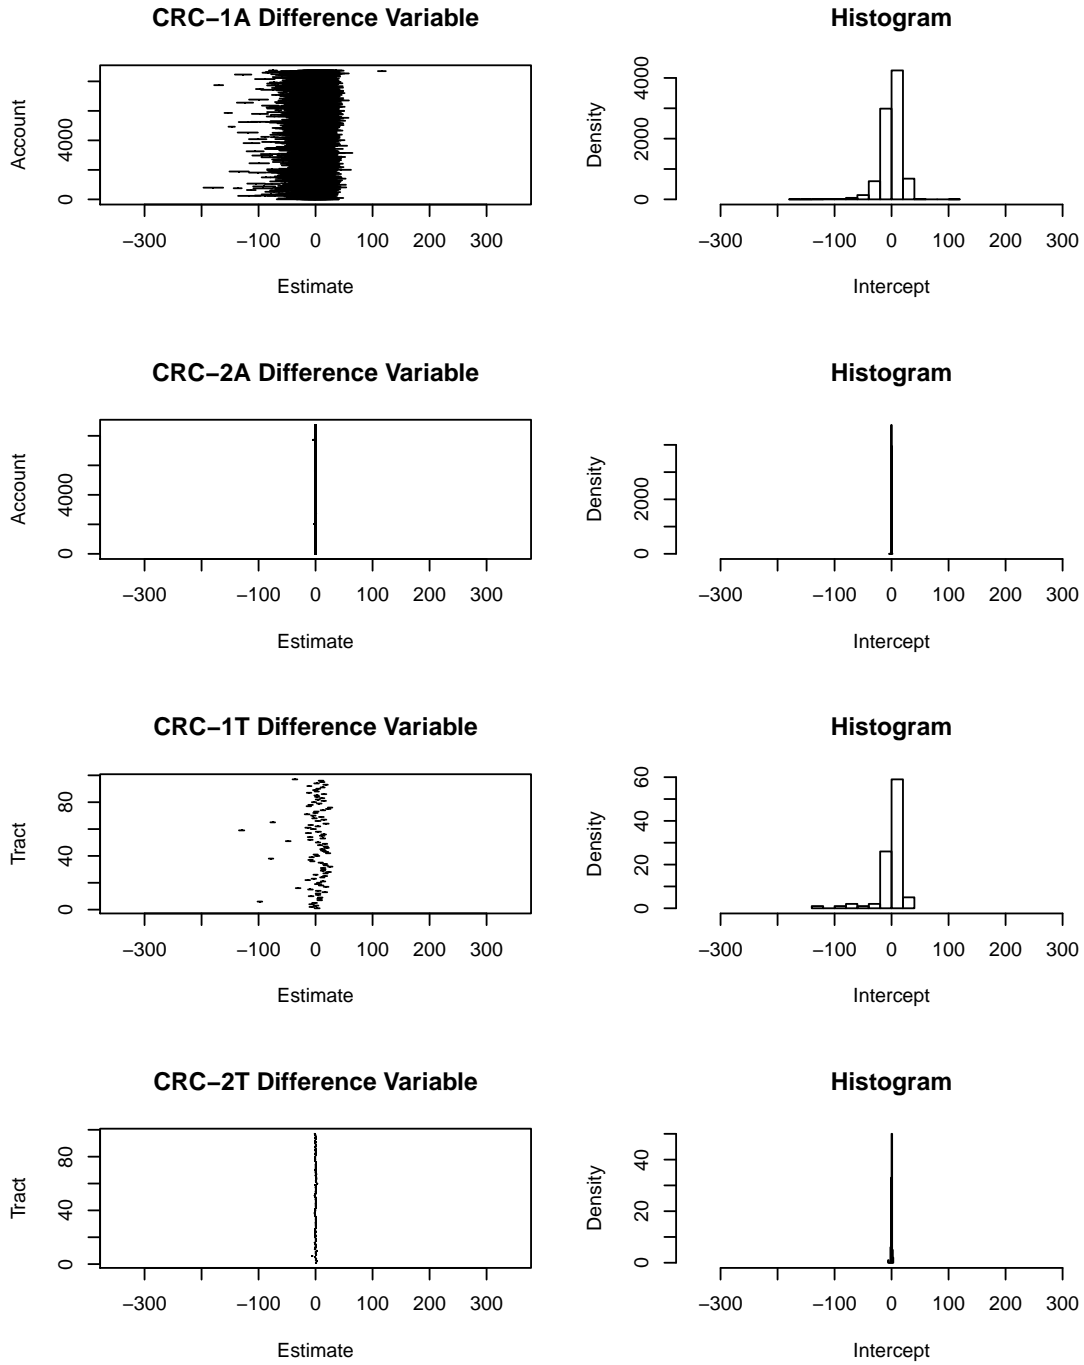 CRC−1A Difference Variable
Histogram
Account
0
4000
−300
−100
0
100
200
300
Estimate
Density
0
2000
4000
−300
−100
0
100
200
300
Intercept
CRC−2A Difference Variable
Histogram
Account
0
4000
−300
−100
0
100
200
300
Estimate
Density
0
2000
−300
−100
0
100
200
300
Intercept
CRC−1T Difference Variable
Histogram
Tract
0
40
80
−300
−100
0
100
200
300
Estimate
Density
0
20
40
60
−300
−100
0
100
200
300
Intercept
CRC−2T Difference Variable
Histogram
Tract
0
40
80
−300
−100
0
100
200
300
Estimate
Density
0
20
40
−300
−100
0
100
200
300
Intercept